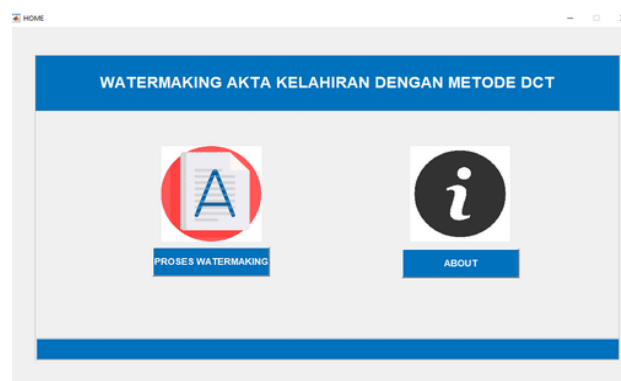 HOME
WATERMAKING AKTA KELAHIRAN DENGAN METODE DCT
A
i
PROSES WATERMAKING
ABOUT